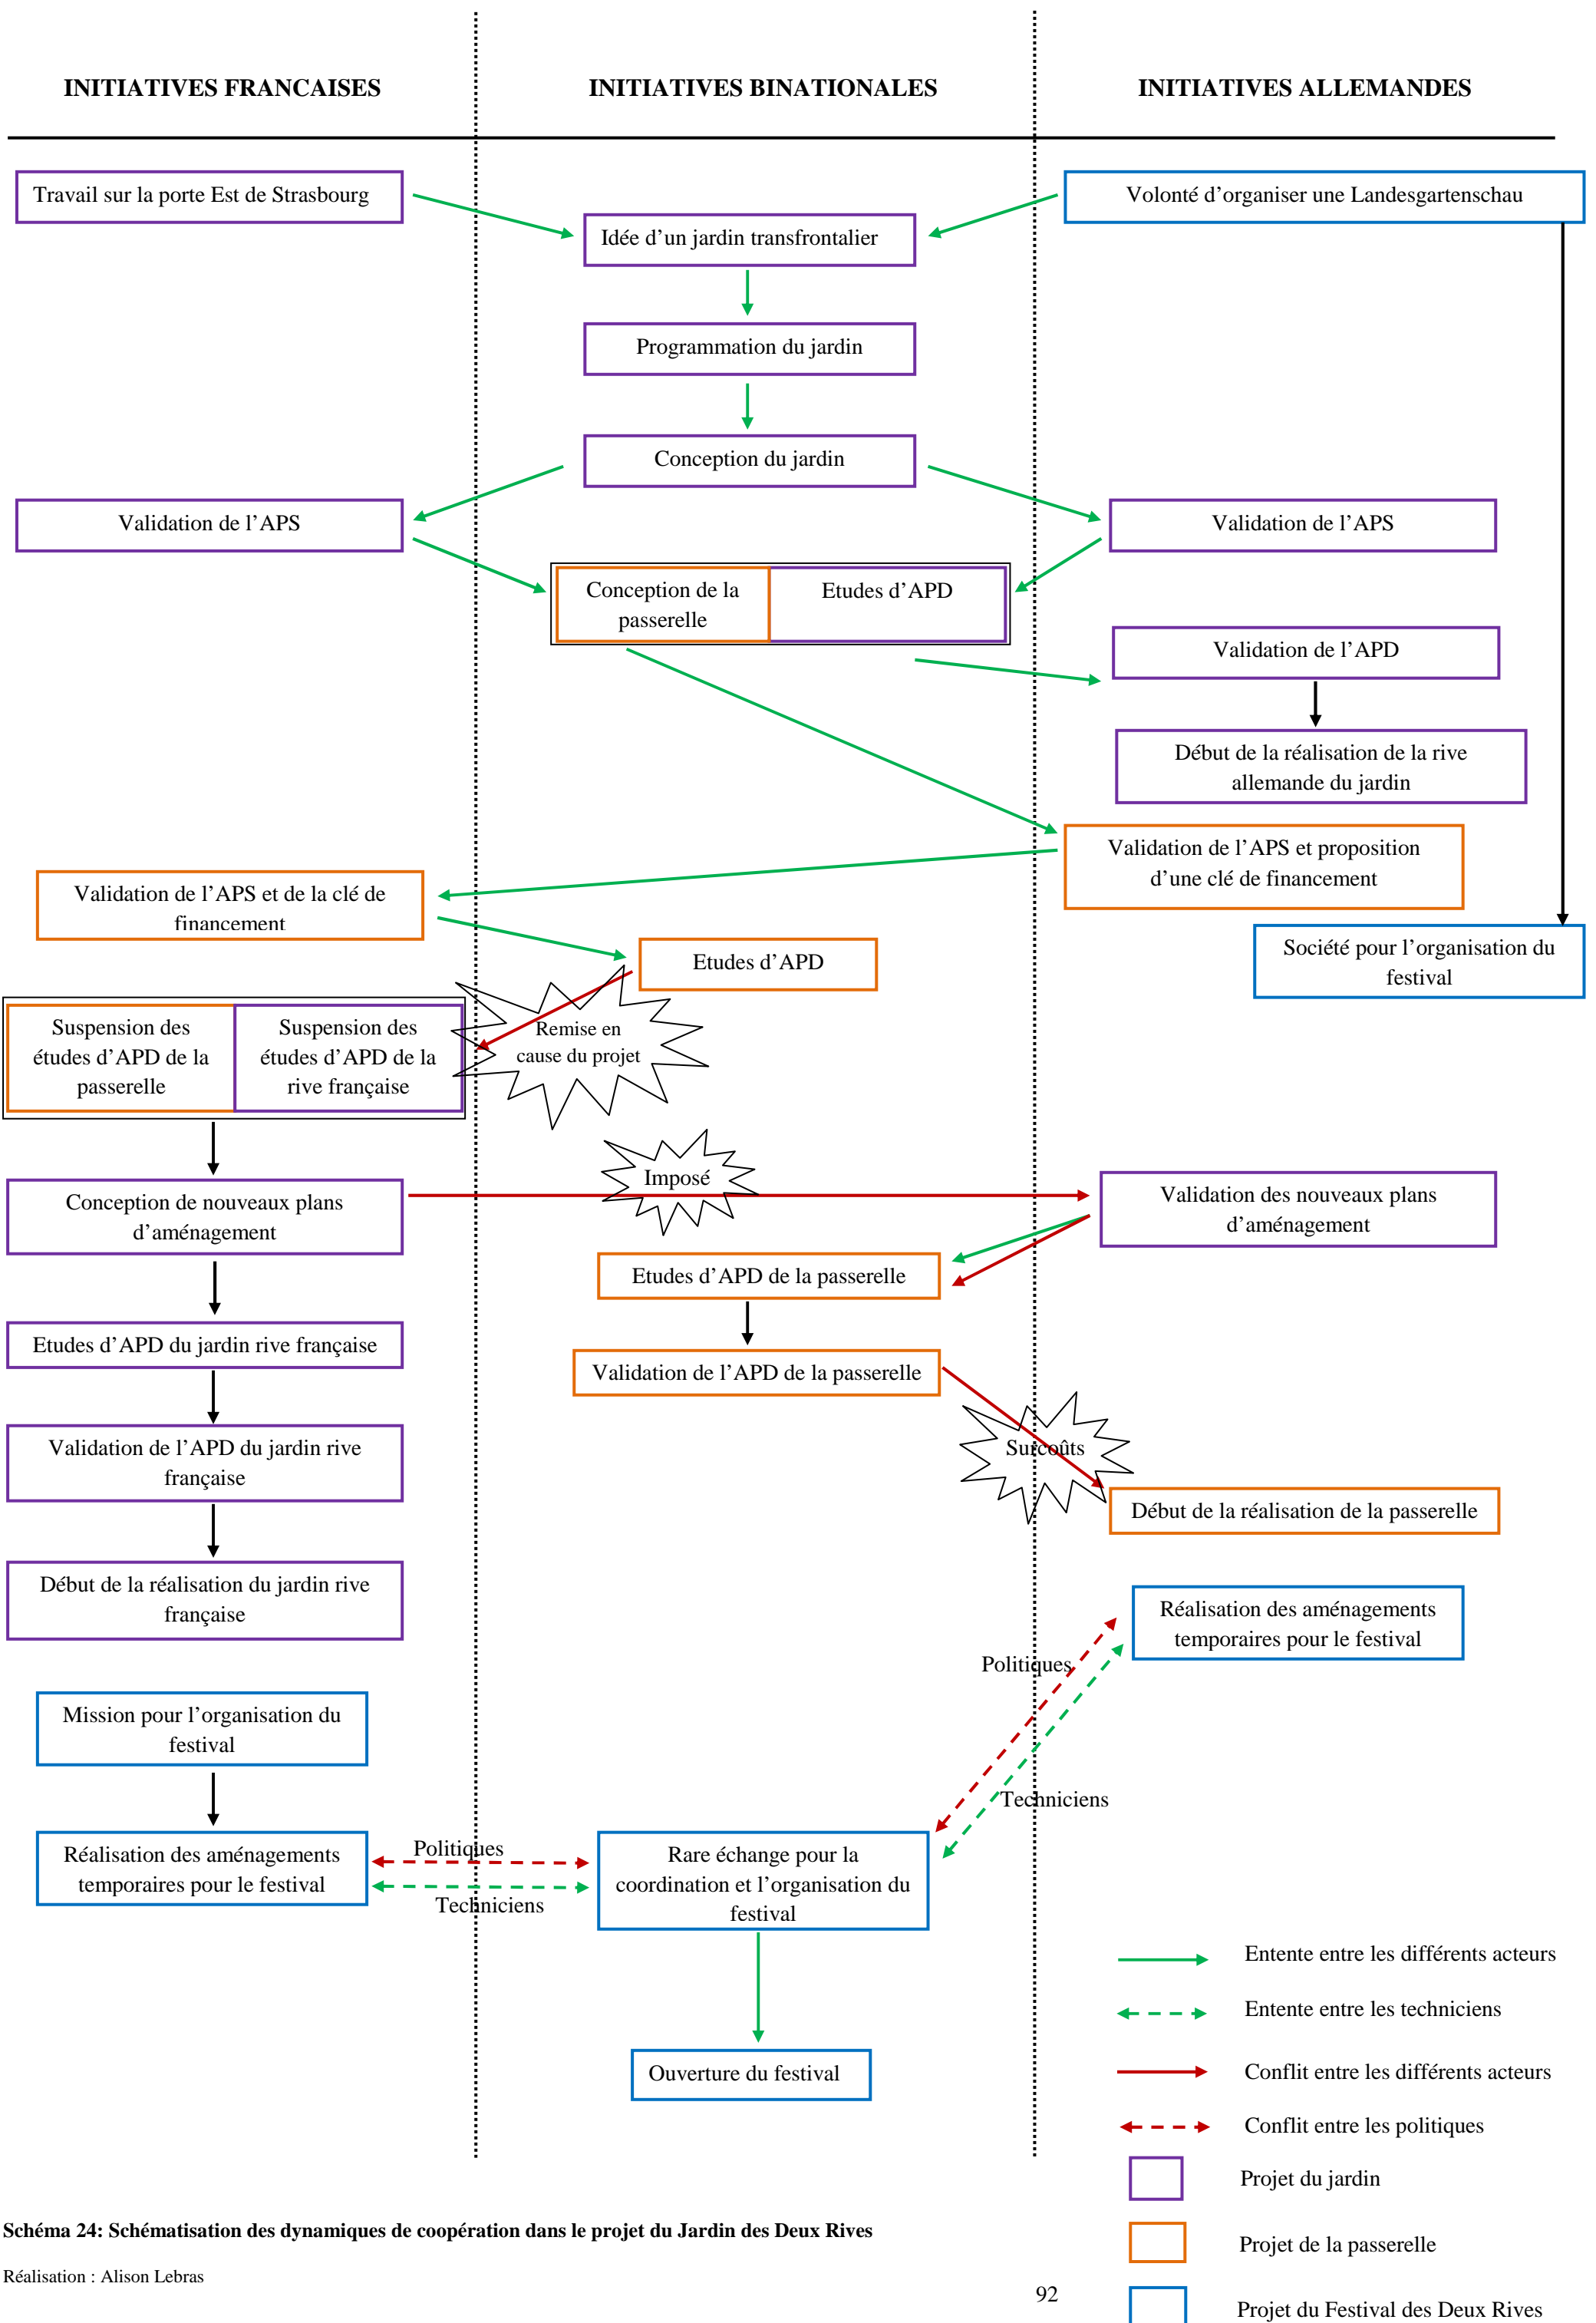 INITIATIVES FRANCAISES
INITIATIVES BINATIONALES
INITIATIVES ALLEMANDES
Travail sur la porte Est de Strasbourg
Volonté d’organiser une Landesgartenschau
Idée d’un jardin transfrontalier
Programmation du jardin
Conception du jardin
Validation de l’APS
Validation de l’APS
Conception de la
passerelle
Etudes d’APD
Validation de l’APD
Début de la réalisation de la rive
allemande du jardin
Validation de l’APS et proposition
d’une clé de financement
Validation de l’APS et de la clé de
financement
Etudes d’APD
Société pour l’organisation du
festival
Suspension des
études d’APD de la
passerelle
Suspension des
études d’APD de la
rive française
Remise en
cause du projet
Imposé
Conception de nouveaux plans
d’aménagement
Validation des nouveaux plans
d’aménagement
Etudes d’APD de la passerelle
Etudes d’APD du jardin rive française
Validation de l’APD de la passerelle
Validation de l’APD du jardin rive
française
Surcoûts
Début de la réalisation de la passerelle
Début de la réalisation du jardin rive
française
Réalisation des aménagements
temporaires pour le festival
Politiques
Techniciens
Mission pour l’organisation du
festival
Réalisation des aménagements
temporaires pour le festival
Politiques
Techniciens
Rare échange pour la
coordination et l’organisation du
festival
Ouverture du festival
Entente entre les différents acteurs
Entente entre les techniciens
Conflit entre les différents acteurs
Conflit entre les politiques
Projet du jardin
Projet de la passerelle
Projet du Festival des Deux Rives
Schéma 24: Schématisation des dynamiques de coopération dans le projet du Jardin des Deux Rives
Réalisation : Alison Lebras
92